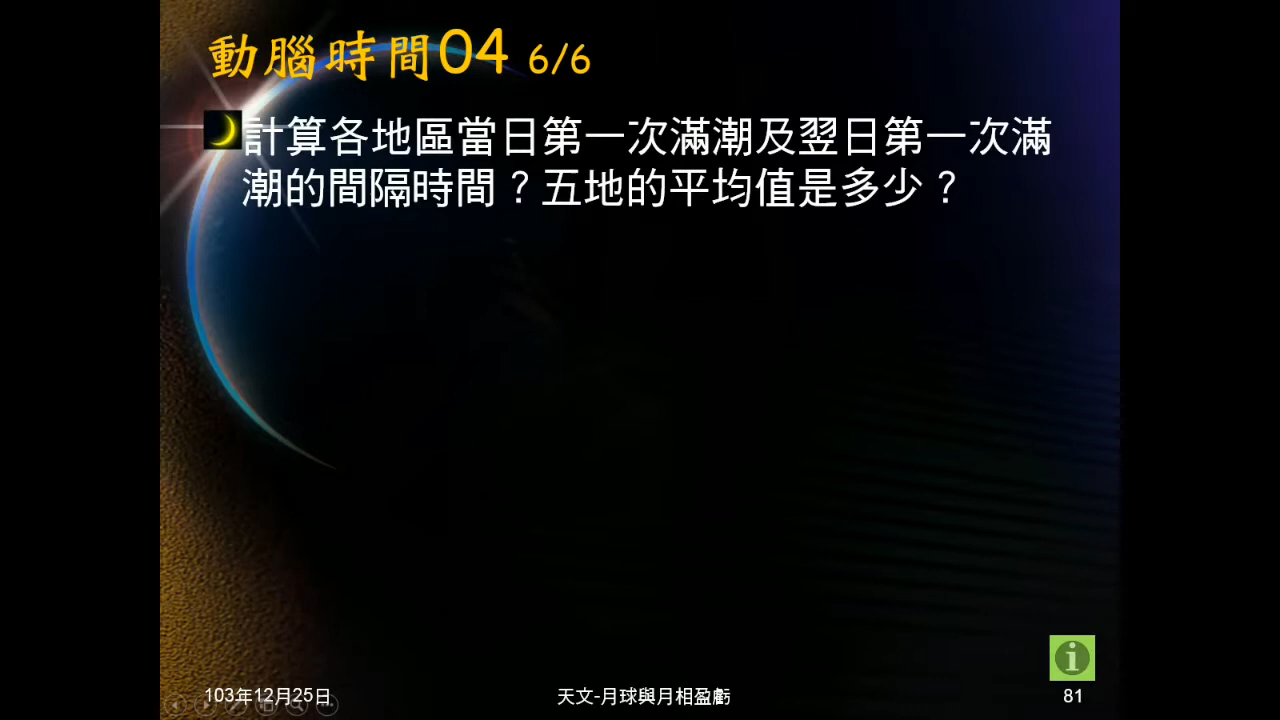 動腦時間04 6/6
計算各地區當日第一次滿潮及翌日第一次滿
潮的間隔時間？五地的平均值是多少？
103年12月25日
天文-月球與月相盈虧
81